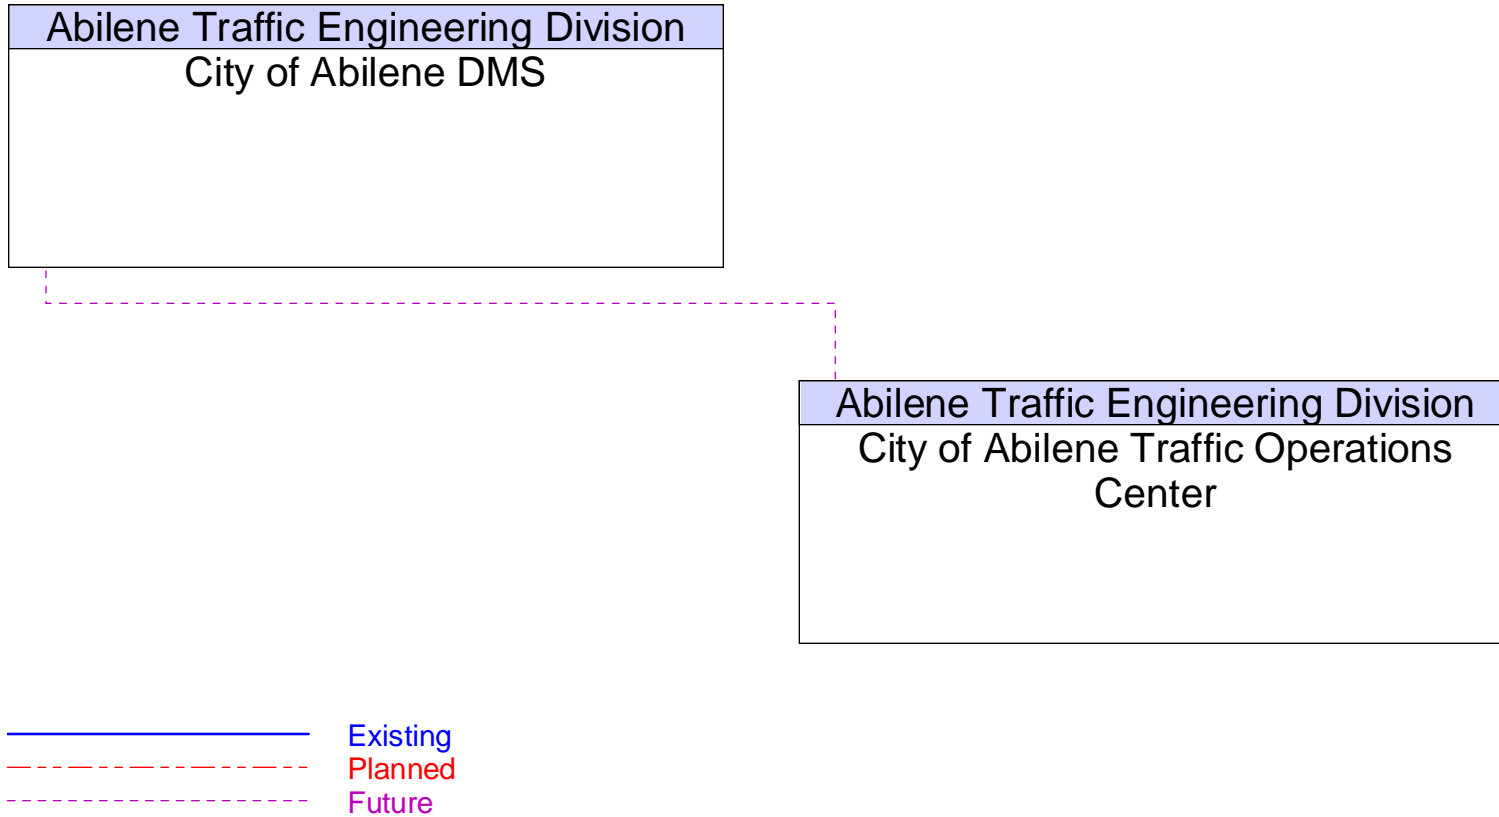 Abilene Traffic Engineering Division
City of Abilene DMS
Abilene Traffic Engineering Division
City of Abilene Traffic Operations
Center
Existing
Planned
Future